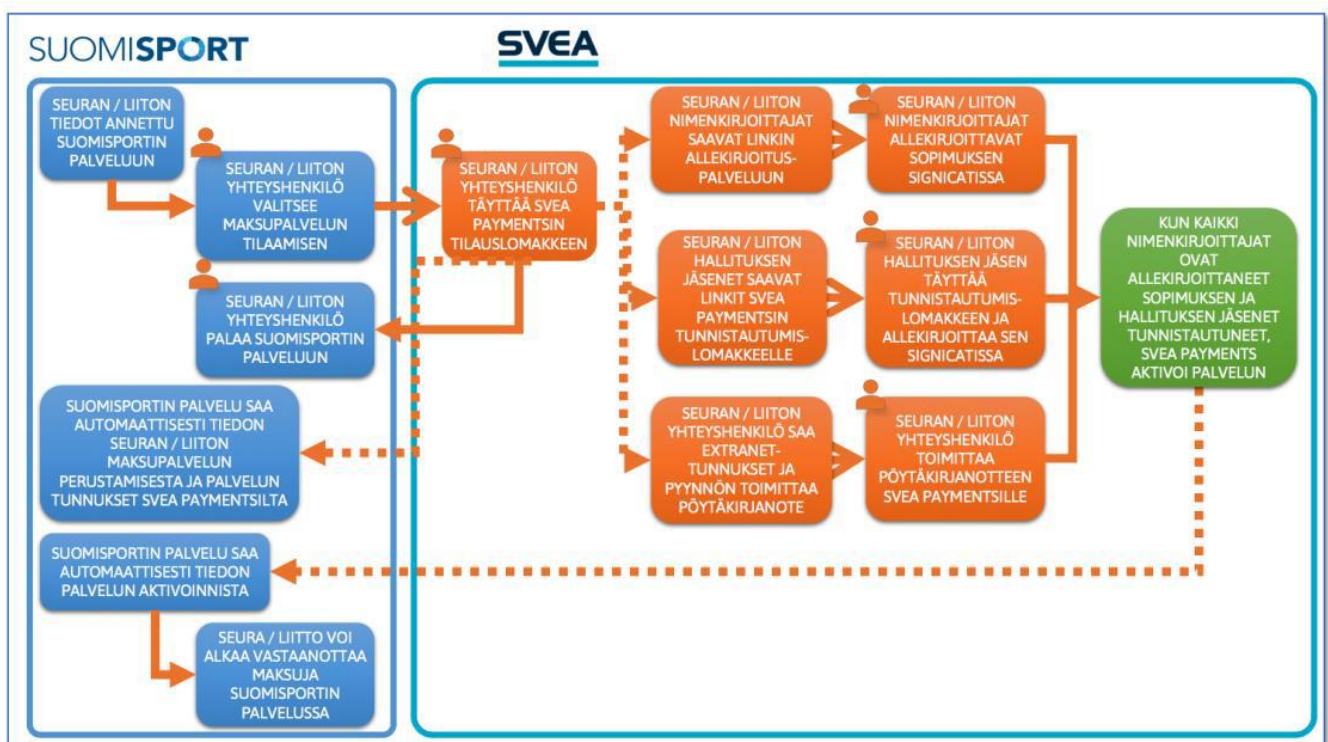 SUOMISPORT
SVEA
SEURAN / LIITON
TIEDOT ANNETTU
SUOMISPORTIN
PALVELUUN
SEURAN / LIITON
YHTEYSHENKILÖ
VALITSEE
MAKSUPALVELUN
TILAAMISEN
SEURAN / LIITON
YHTEYSHENKILÖ
PALAA SUOMISPORTIN
PALVELUUN
SUOMISPORTIN PALVELU SAA
AUTOMAATTISESTI TIEDON
SEURAN / LIITON
MAKSUPALVELUN
PERUSTAMISESTA JA PALVELUN
TUNNUKSET SVEA PAYMENTSILTA
SUOMISPORTIN PALVELU SAA
AUTOMAATTISESTI TIEDON
PALVELUN AKTIVOINNISTA
SEURA / LIITTO VOI
ALKAA VASTAANOTTAA
MAKSUJA
SUOMISPORTIN
PALVELUSSA
SEURAN / LIITON
YHTEYSHENKILÖ
TÄYTTÄÄ SVEA
PAYMENTSIN
TILAUSLOMAKKEEN
SEURAN / LIITON
NIMENKIRJOITTAJAT
SAAVAT LINKIN
ALLEKIRJOITUS-
PALVELUUN
SEURAN / LIITON
NIMENKIRJOITTAJAT
ALLEKIRJOITTAVAT
SOPIMUKSEN
SIGNICATISSA
SEURAN / LIITON
HALLITUKSEN
JÄSENET SAAVAT
LINKIT SVEA
PAYMENTSIN
TUNNISTAUTUMIS-
LOMAKKEELLE
SEURAN / LIITON
HALLITUKSEN JÄSEN
TÄYTTÄÄ
TUNNISTAUTUMIS-
LOMAKKEEN JA
ALLEKIRJOITTAA SEN
SIGNICATISSA
SEURAN / LIITON
YHTEYSHENKILÖ SAA
EXTRANET-
TUNNUKSET JA
PYYNNÖN TOIMITTAA
PÖYTÄKIRJANOTE
SEURAN / LIITON
YHTEYSHENKILÖ
TOIMITTAA
PÖYTÄKIRJANOTTEEN
SVEA PAYMENTSILLE
KUN KAIKKI
NIMENKIRJOITTAJAT
OVAT
ALLEKIRJOITTANEET
SOPIMUKSEN JA
HALLITUKSEN JÄSENET
TUNNISTAUTUNEET,
SVEA PAYMENTS
AKTIVOI PALVELUN